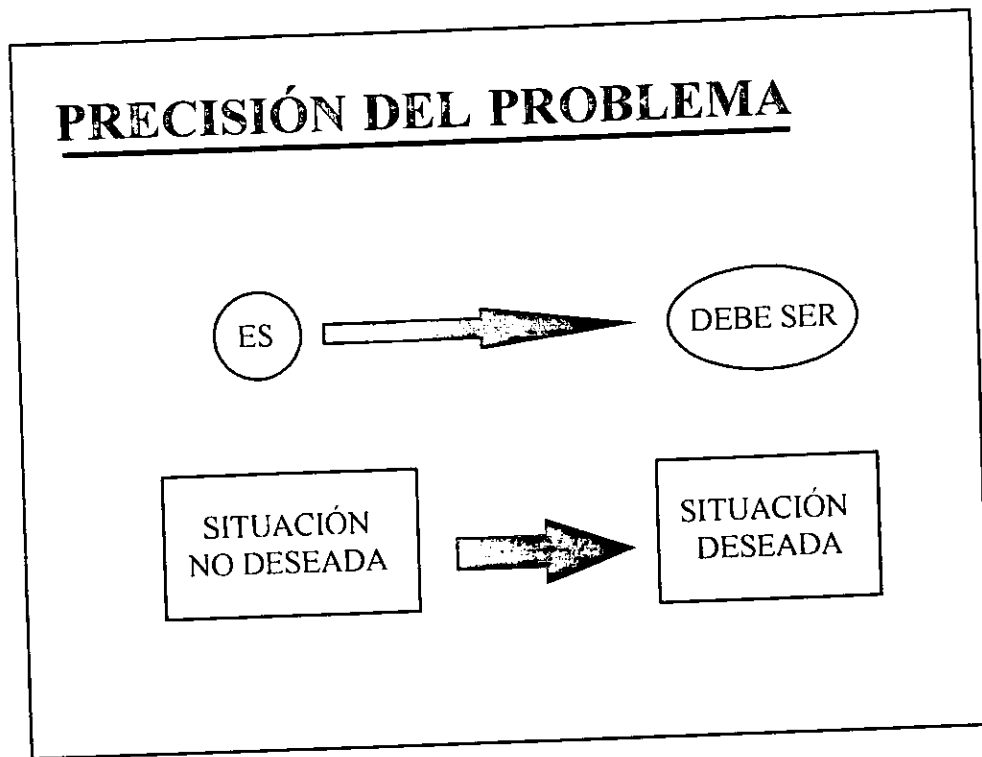 PRECISIÓN DEL PROBLEMA
ES
DEBE SER
SITUACIÓN
NO DESEADA
SITUACIÓN
DESEADA